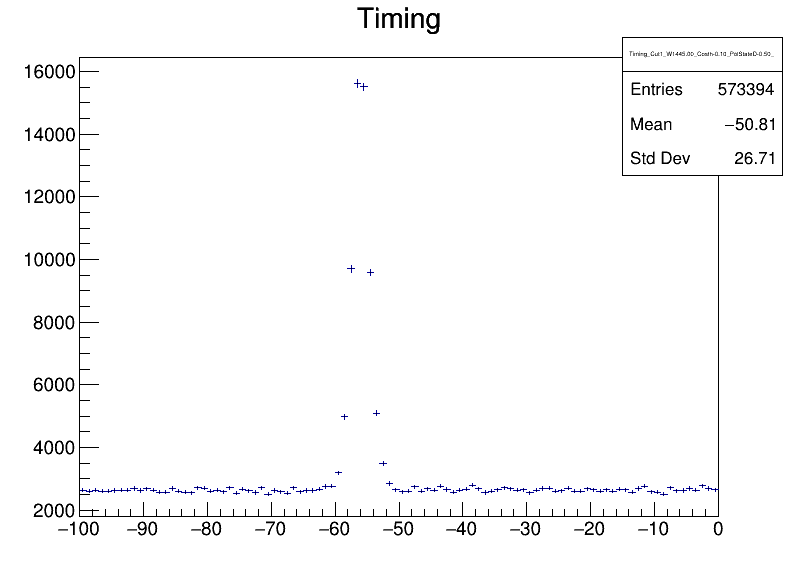 Timing
Timing_Cut1_W1445.00_Costh-0.10_PolStateD-0.50_
Entries 573394
Mean −50.81
Std Dev 26.71
16000
14000
12000
10000
8000
6000
4000
2000
−100 −90 −80 −70 −60 −50 −40 −30 −20 −10 0